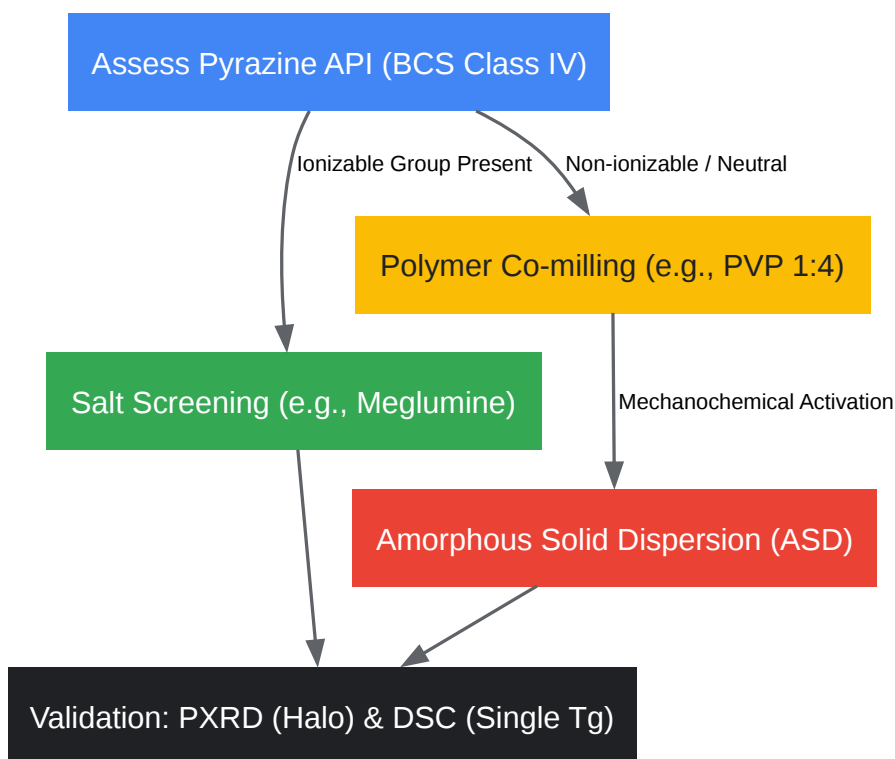 Assess Pyrazine API (BCS Class IV)
Ionizable Group Present
Non-ionizable / Neutral
Polymer Co-milling (e.g., PVP 1:4)
Salt Screening (e.g., Meglumine)
Mechanochemical Activation
Amorphous Solid Dispersion (ASD)
Validation: PXRD (Halo) & DSC (Single Tg)